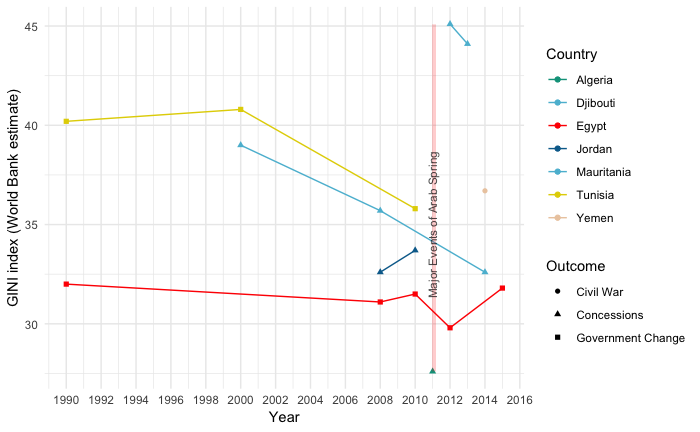 45
40
35
30
GINI index (World Bank estimate)
Major Events of Arab Spring
1990 1992 1994 1996 1998 2000 2002 2004 2006 2008 2010 2012 2014 2016
Year
Country
Algeria
Djibouti
Egypt
Jordan
Mauritania
Tunisia
Yemen
Outcome
Civil War
Concessions
Government Change